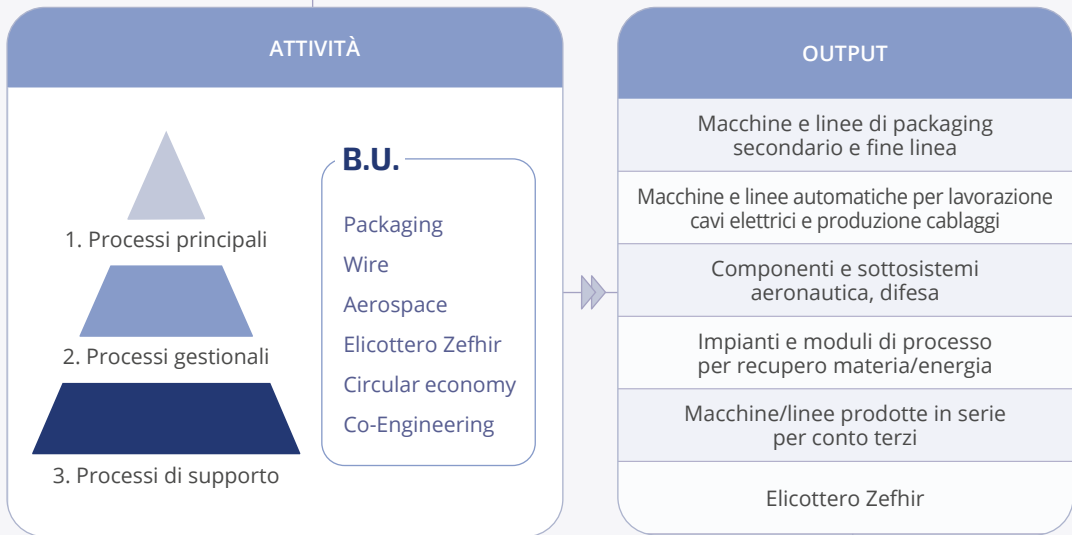 ATTIVITÀ
1. Processi principali
2. Processi gestionali
3. Processi di supporto
B.U.
Packaging
Wire
Aerospace
Elicottero Zefhir
Circular economy
Co-Engineering
OUTPUT
Macchine e linee di packaging
secondario e fine linea
Macchine e linee automatiche per lavorazione
cavi elettrici e produzione cablaggi
Componenti e sottosistemi
aeronautica, difesa
Impianti e moduli di processo
per recupero materia/energia
Macchine/linee prodotte in serie
per conto terzi
Elicottero Zefhir